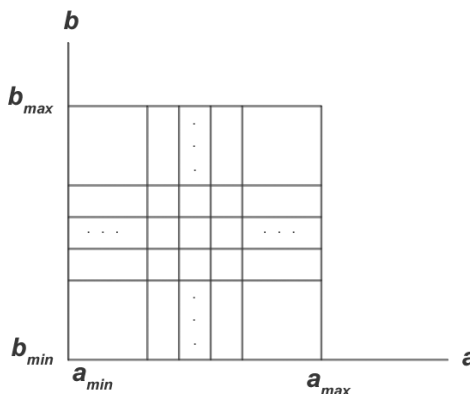 b
b_max
. . .
. . .
. . .
. . .
b_min
a
a_min
a_max